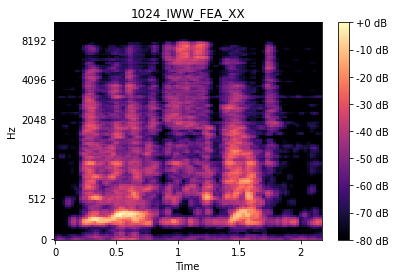 1024_IWW_FEA_XX
8192
4096
2048
1024
512
0
Hz
0
0.5
1
1.5
2
Time
+0 dB
-10 dB
-20 dB
-30 dB
-40 dB
-50 dB
-60 dB
-70 dB
-80 dB